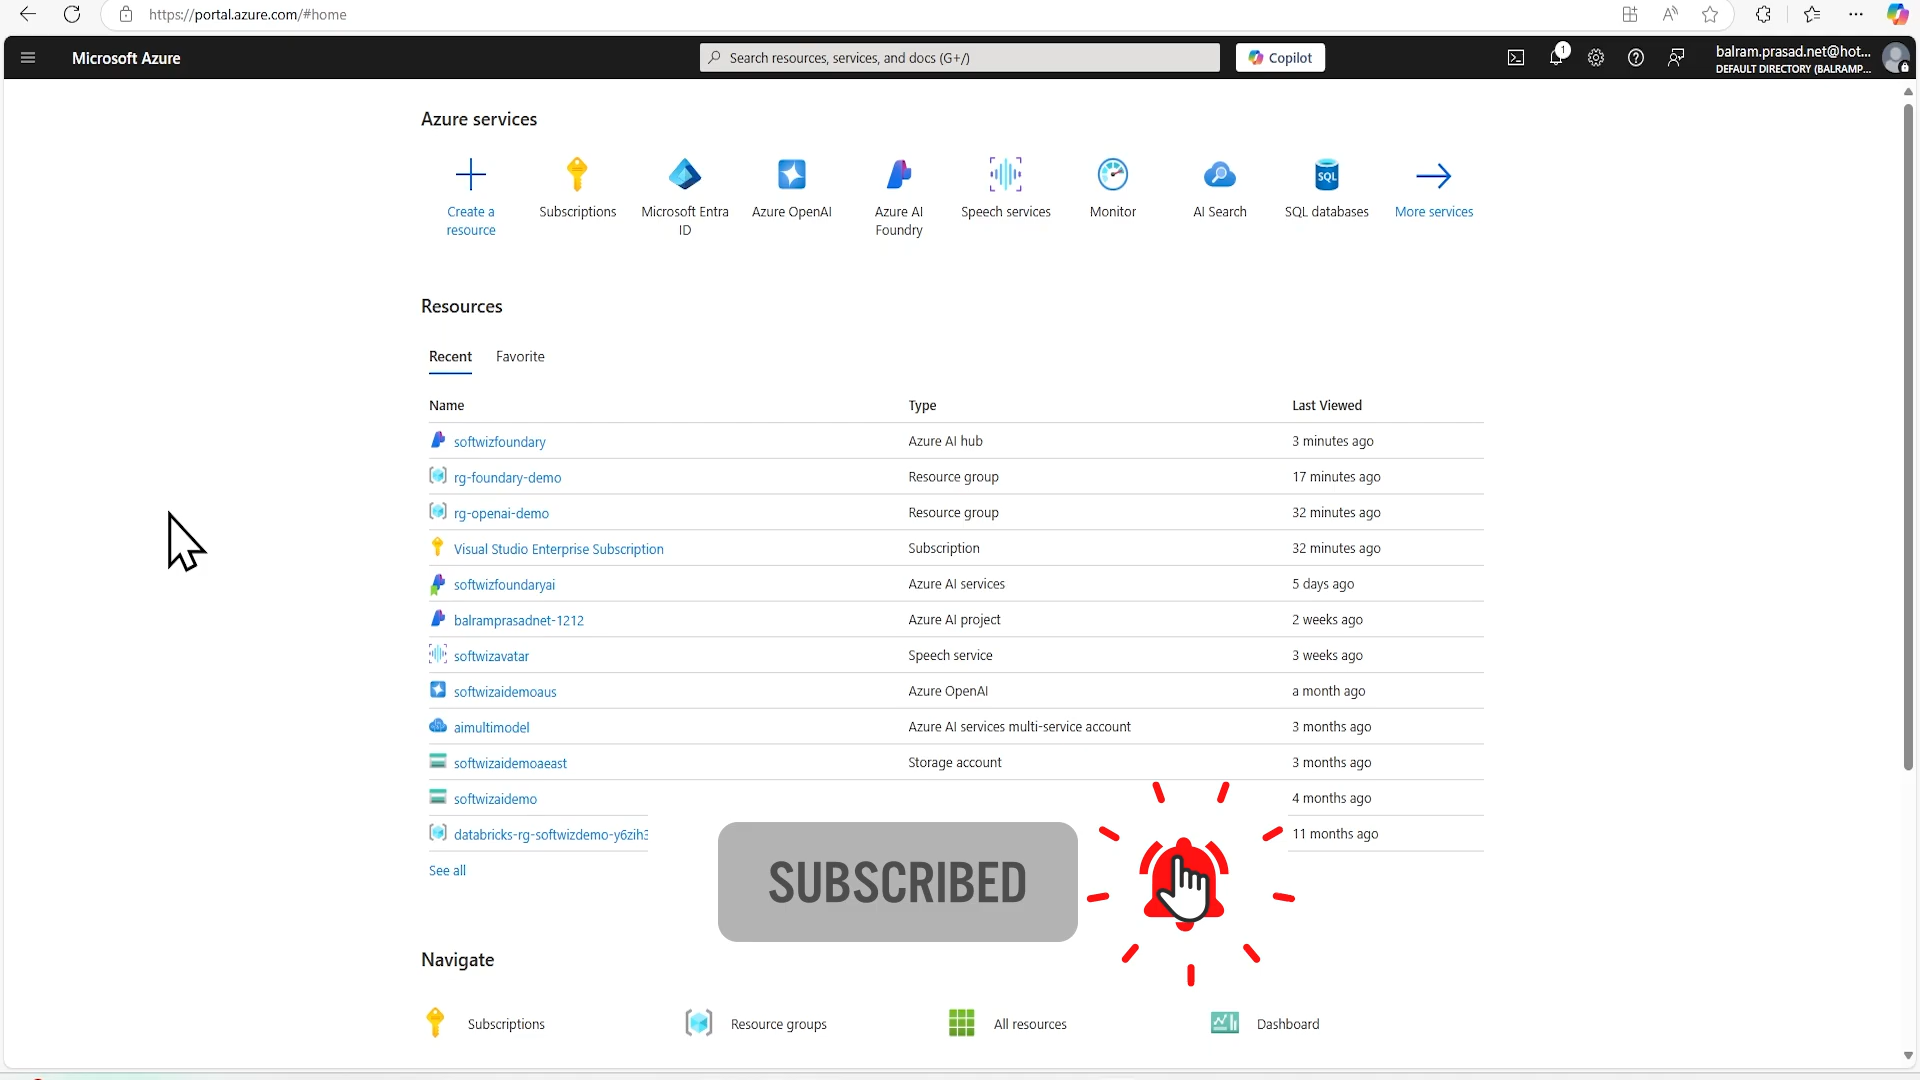 https://portal.azure.com/#home
Microsoft Azure
Search resources, services, and docs (G+/)
Copilot
1
balram.prasad.net@hot...
DEFAULT DIRECTORY (BALRAMP...
Azure services
Create a resource
Subscriptions
Microsoft Entra ID
Azure OpenAI
Azure AI Foundry
Speech services
Monitor
AI Search
SQL
SQL databases
More services
Resources
Recent Favorite
Name Type Last Viewed
softwizfoundary Azure AI hub 3 minutes ago
rg-foundary-demo Resource group 17 minutes ago
rg-openai-demo Resource group 32 minutes ago
Visual Studio Enterprise Subscription Subscription 32 minutes ago
softwizfoundaryai Azure AI services 5 days ago
balramprasadnet-1212 Azure AI project 2 weeks ago
softwizavatar Speech service 3 weeks ago
softwizaidemoaus Azure OpenAI a month ago
aimultimodel Azure AI services multi-service account 3 months ago
softwizaidemoaeast Storage account 3 months ago
softwizaidemo 4 months ago
databricks-rg-softwizdemo-y6zih3 11 months ago
See all
SUBSCRIBED
Navigate
Subscriptions Resource groups All resources Dashboard